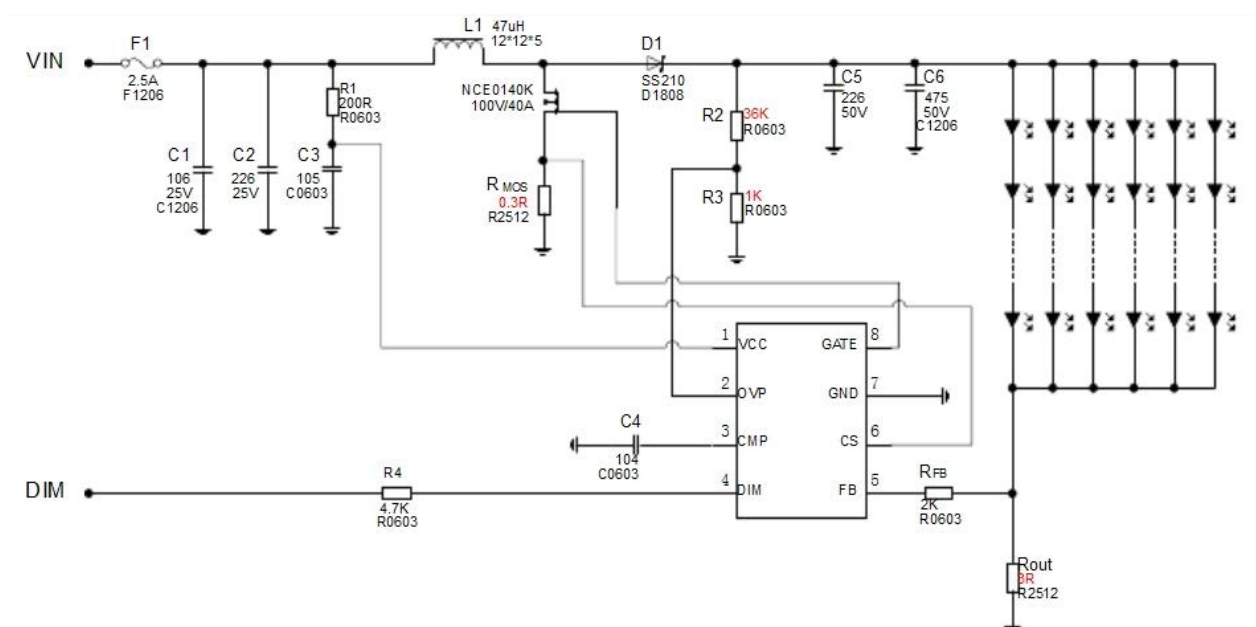 VIN
F1
2.5A
F1206
L1 47uH
12*12*5
D1
SS210
D1808
R1
200R
R0603
C1
106
25V
C1206
C2
226
25V
C3
105
C0603
NCE0140K
100V/40A
R MOS
0.3R
R2512
R2 36K
R0603
R3 1K
R0603
C5
226
50V
C6
475
50V
C1206
1 VCC
2 OVP
3 CMP
4 DIM
GATE 8
GND 7
CS 6
FB 5
C4
104
C0603
DIM
R4
4.7K
R0603
RFB
2K
R0603
Rout
3R
R2512